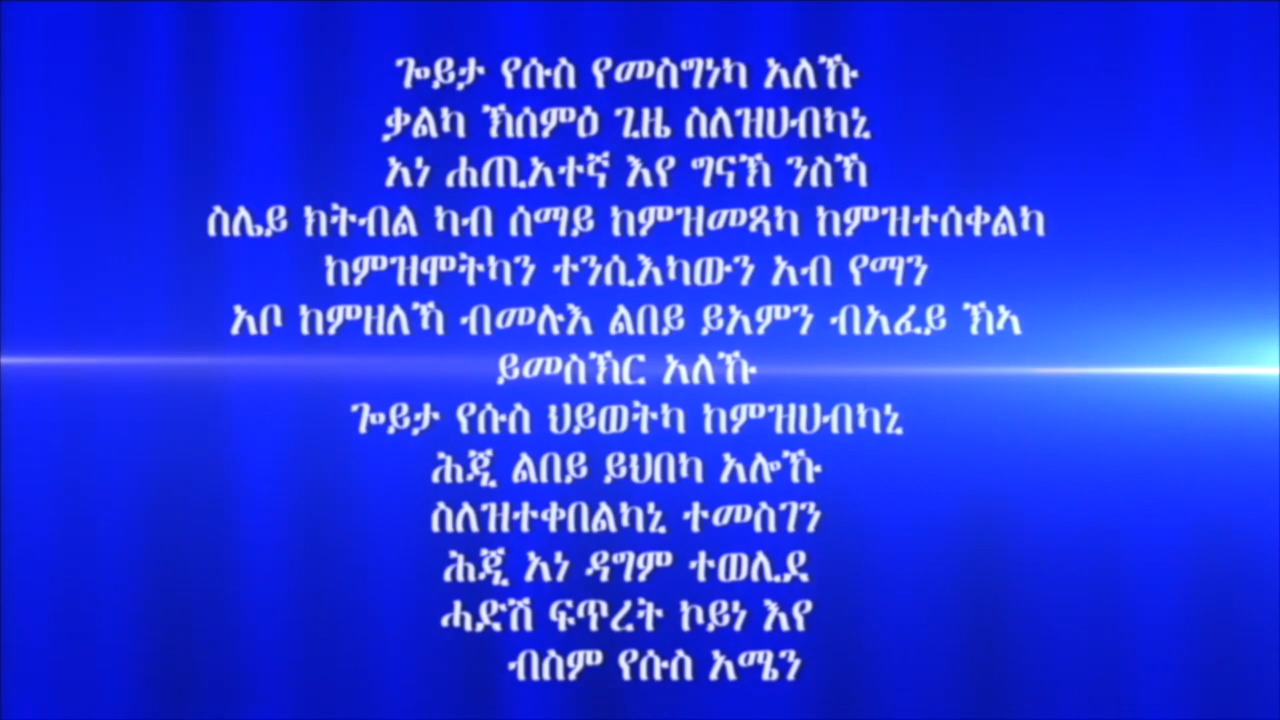 ጐይታ የሱስ የመስግነካ አለኹ
ቃልካ ኽሰምዕ ጊዜ ስለዝሀብካኒ
አነ ሐጢአተኛ እየ ግናኽ ንስኻ
ስሌይ ክትብል ካብ ሰማይ ከምዝመጻካ ከምዝተሰቀልካ
ከምዝሞትካን ተንሲእካውን አብ የማን
አቦ ከምዘለኻ ብመሉእ ልበይ ይአምን ብአፈይ ኽኣ
ይመስኽር አለኹ
ጐይታ የሱስ ህይወትካ ከምዝሀብካኒ
ሕጂ ልበይ ይህበካ አሎኹ
ስለዝተቀበልካኒ ተመስገን
ሕጂ አነ ዳግም ተወሊደ
ሓድሽ ፍጥረት ኮይነ እየ
ብስም የሱስ አሜን